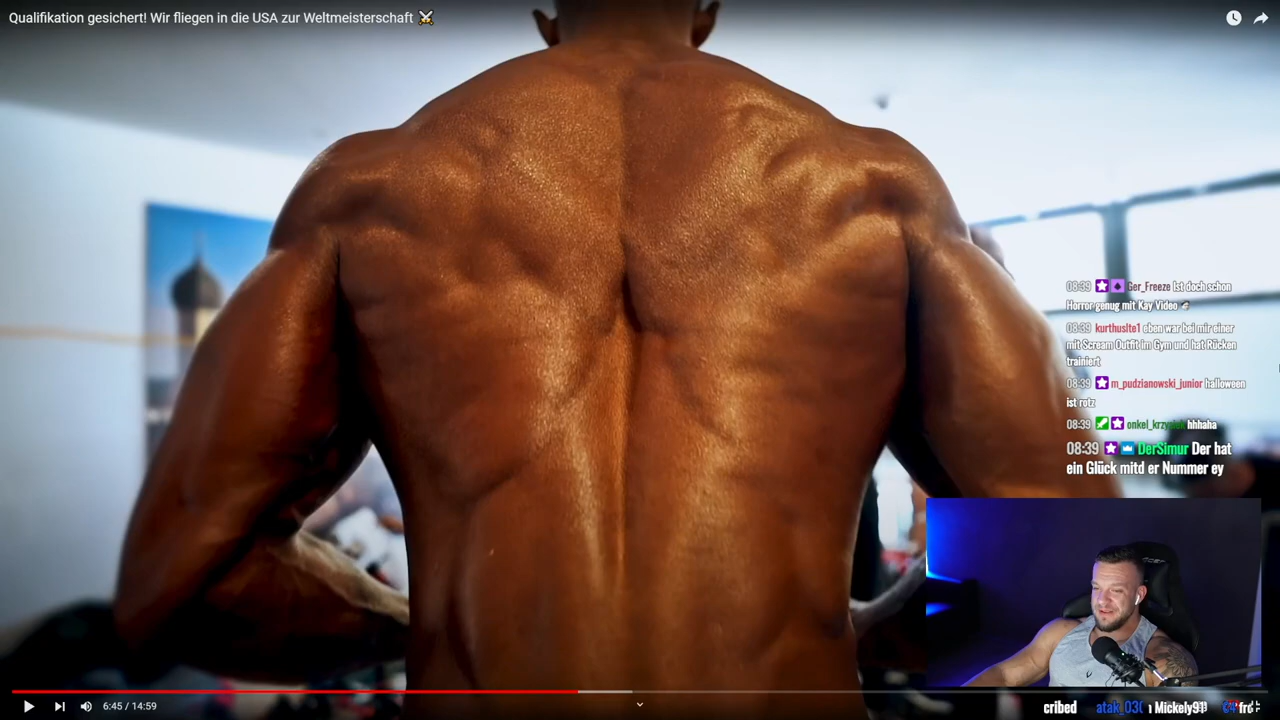 Qualifikation gesichert! Wir fliegen in die USA zur Weltmeisterschaft
08:39 Ger_Freeze Ist doch schon
Horror genug mit Kay Video
08:39 kurthuslte1 eben war bei mir einer
mit Scream Outfit im Gym und hat Rücken
trainiert
08:39 m_pudzianowski_junior halloween
ist rotz
08:39 hhhaha
08:39 DerSimur Der hat
ein Glück mitd er Nummer ey
6:45 / 14:59
cribed